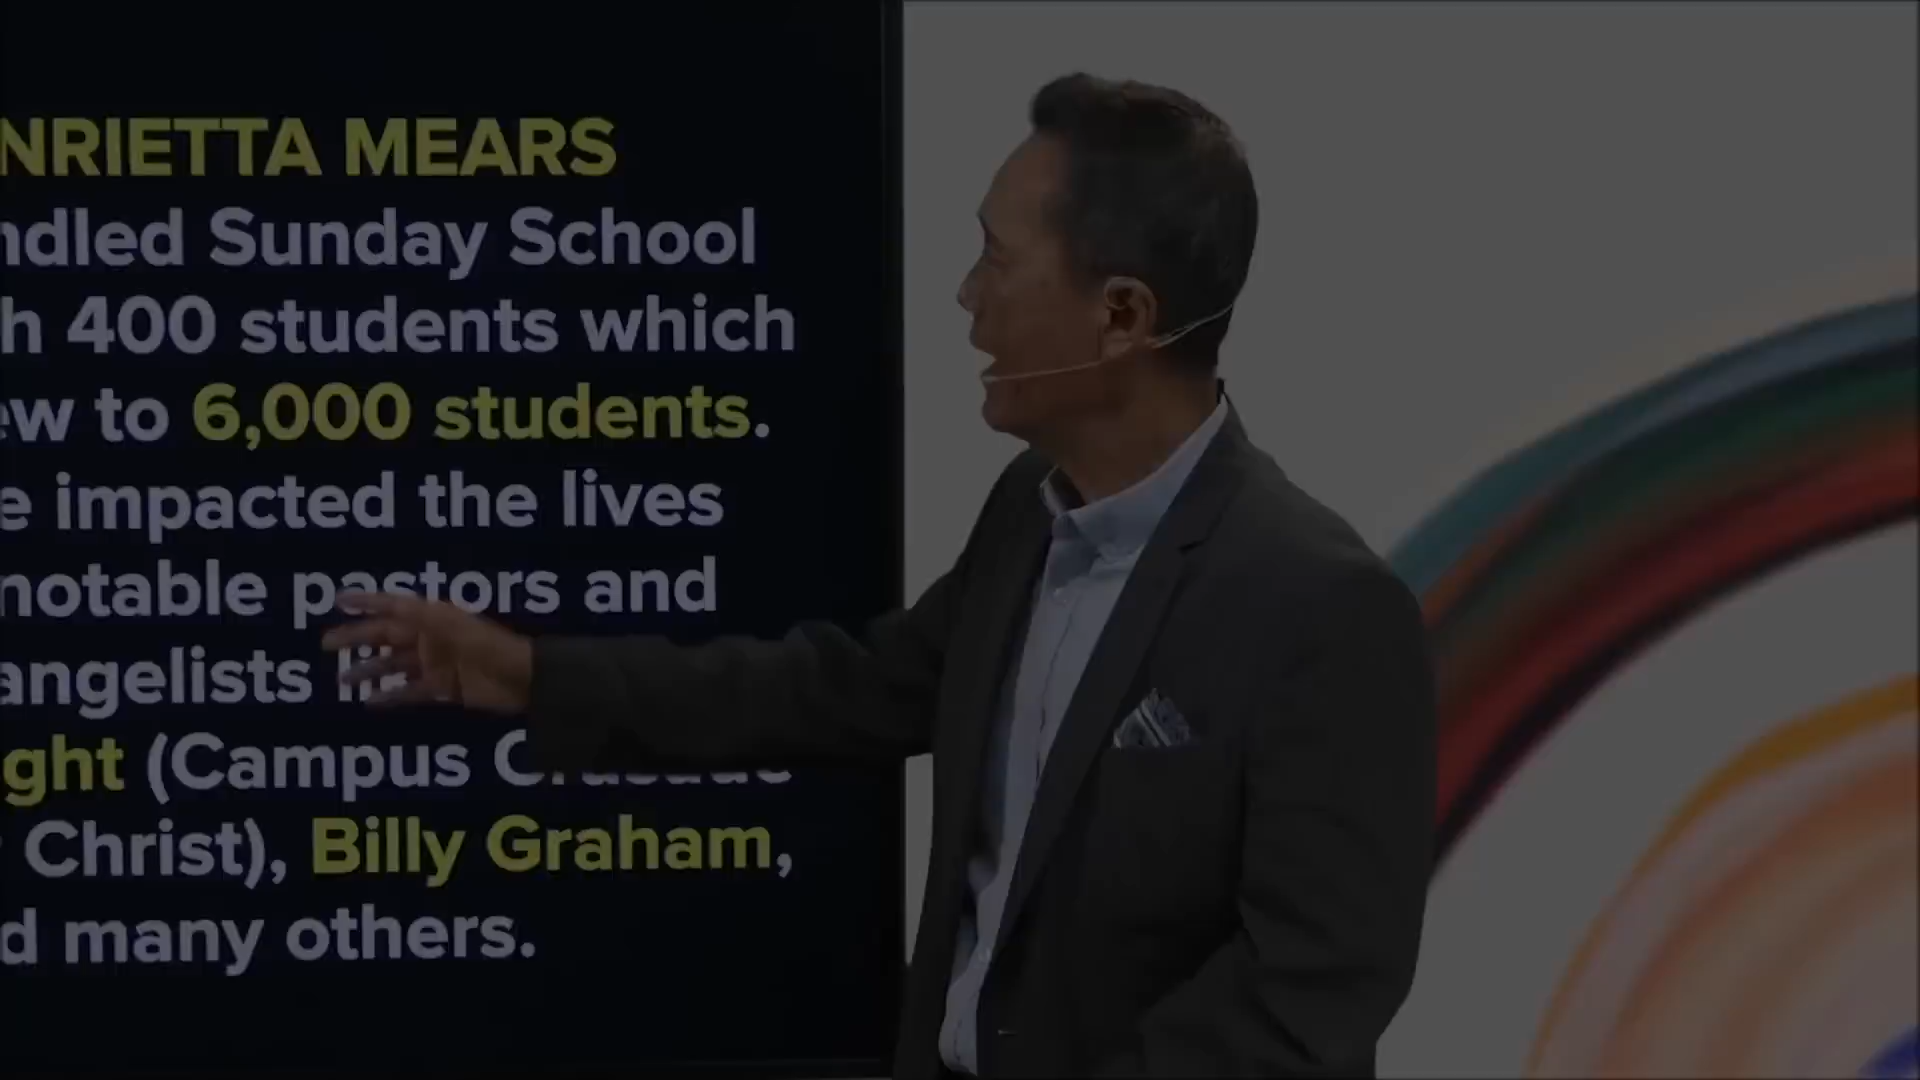 NRIETTA MEARS
ndled Sunday School
h 400 students which
ew to 6,000 students.
e impacted the lives
notable pastors and
angelists
ght (Campus
Christ), Billy Graham,
d many others.